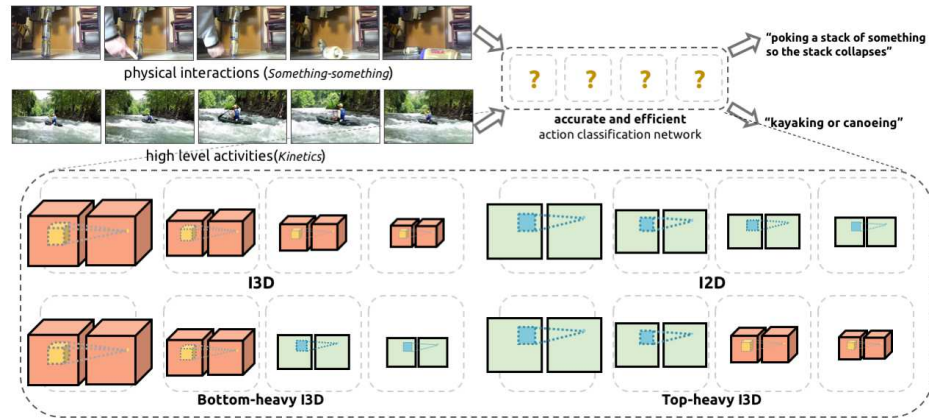 physical interactions (Something-something)
high level activities(Kinetics)
? ? ? ?
accurate and efficient
action classification network
“poking a stack of something
so the stack collapses”
“kayaking or canoeing”
I3D
I2D
Bottom-heavy I3D
Top-heavy I3D